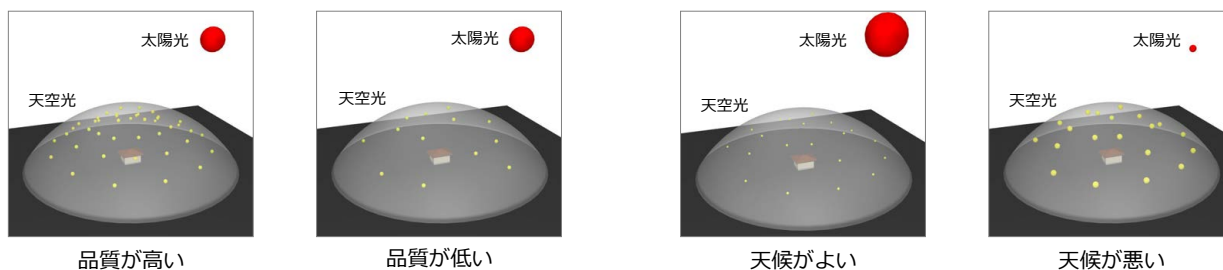 太陽光
天空光
品質が高い
太陽光
天空光
品質が低い
太陽光
天空光
天候がよい
太陽光
天空光
天候が悪い